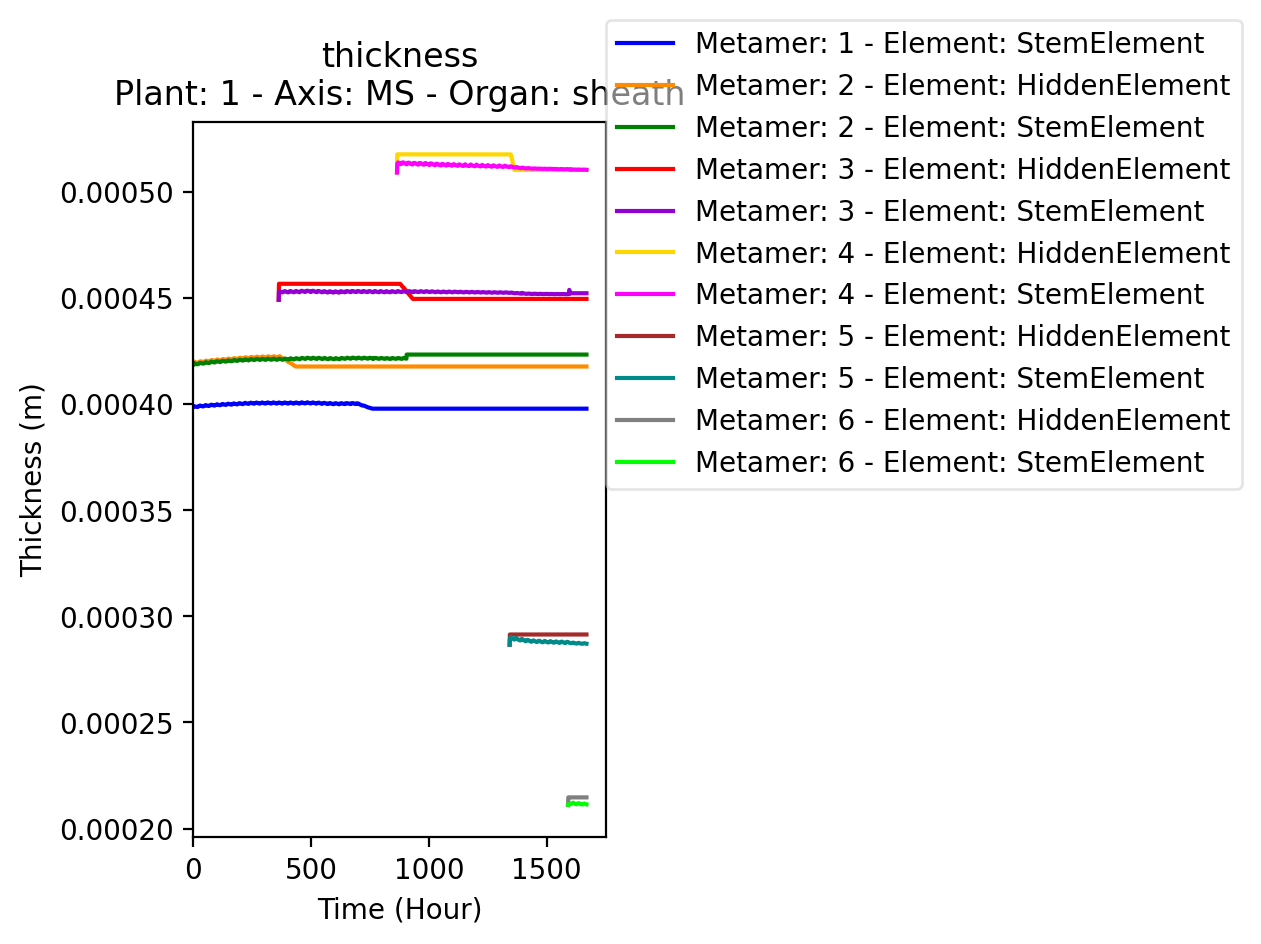 thickness
Plant: 1 - Axis: MS - Organ: sheath
Metamer: 1 - Element: StemElement
Metamer: 2 - Element: HiddenElement
Metamer: 2 - Element: StemElement
Metamer: 3 - Element: HiddenElement
Metamer: 3 - Element: StemElement
Metamer: 4 - Element: HiddenElement
Metamer: 4 - Element: StemElement
Metamer: 5 - Element: HiddenElement
Metamer: 5 - Element: StemElement
Metamer: 6 - Element: HiddenElement
Metamer: 6 - Element: StemElement
Thickness (m)
0.00050
0.00045
0.00040
0.00035
0.00030
0.00025
0.00020
0 500 1000 1500
Time (Hour)